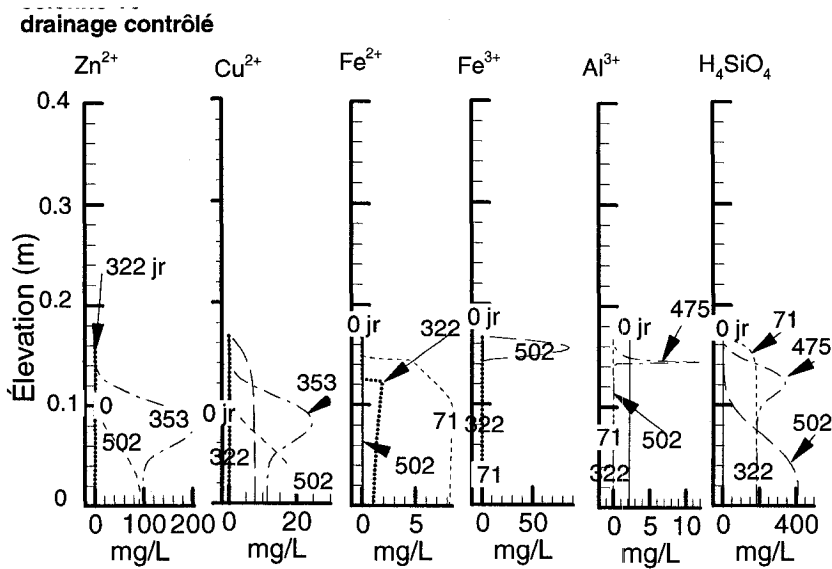 drainage contrôlé
Zn²⁺ Cu²⁺ Fe²⁺ Fe³⁺ Al³⁺ H₄SiO₄
Élevation (m)
0.4
0.3
0.2
0.1
0
322 jr
0
353
502
0 100 200
mg/L
353
0 jr
322
502
0 20
mg/L
0 jr
322
71
502
0 5
mg/L
0 jr
502
322
71
0 50
mg/L
0 jr
475
71
502
322
0 5 10
mg/L
0 jr
71
475
502
322
0 400
mg/L